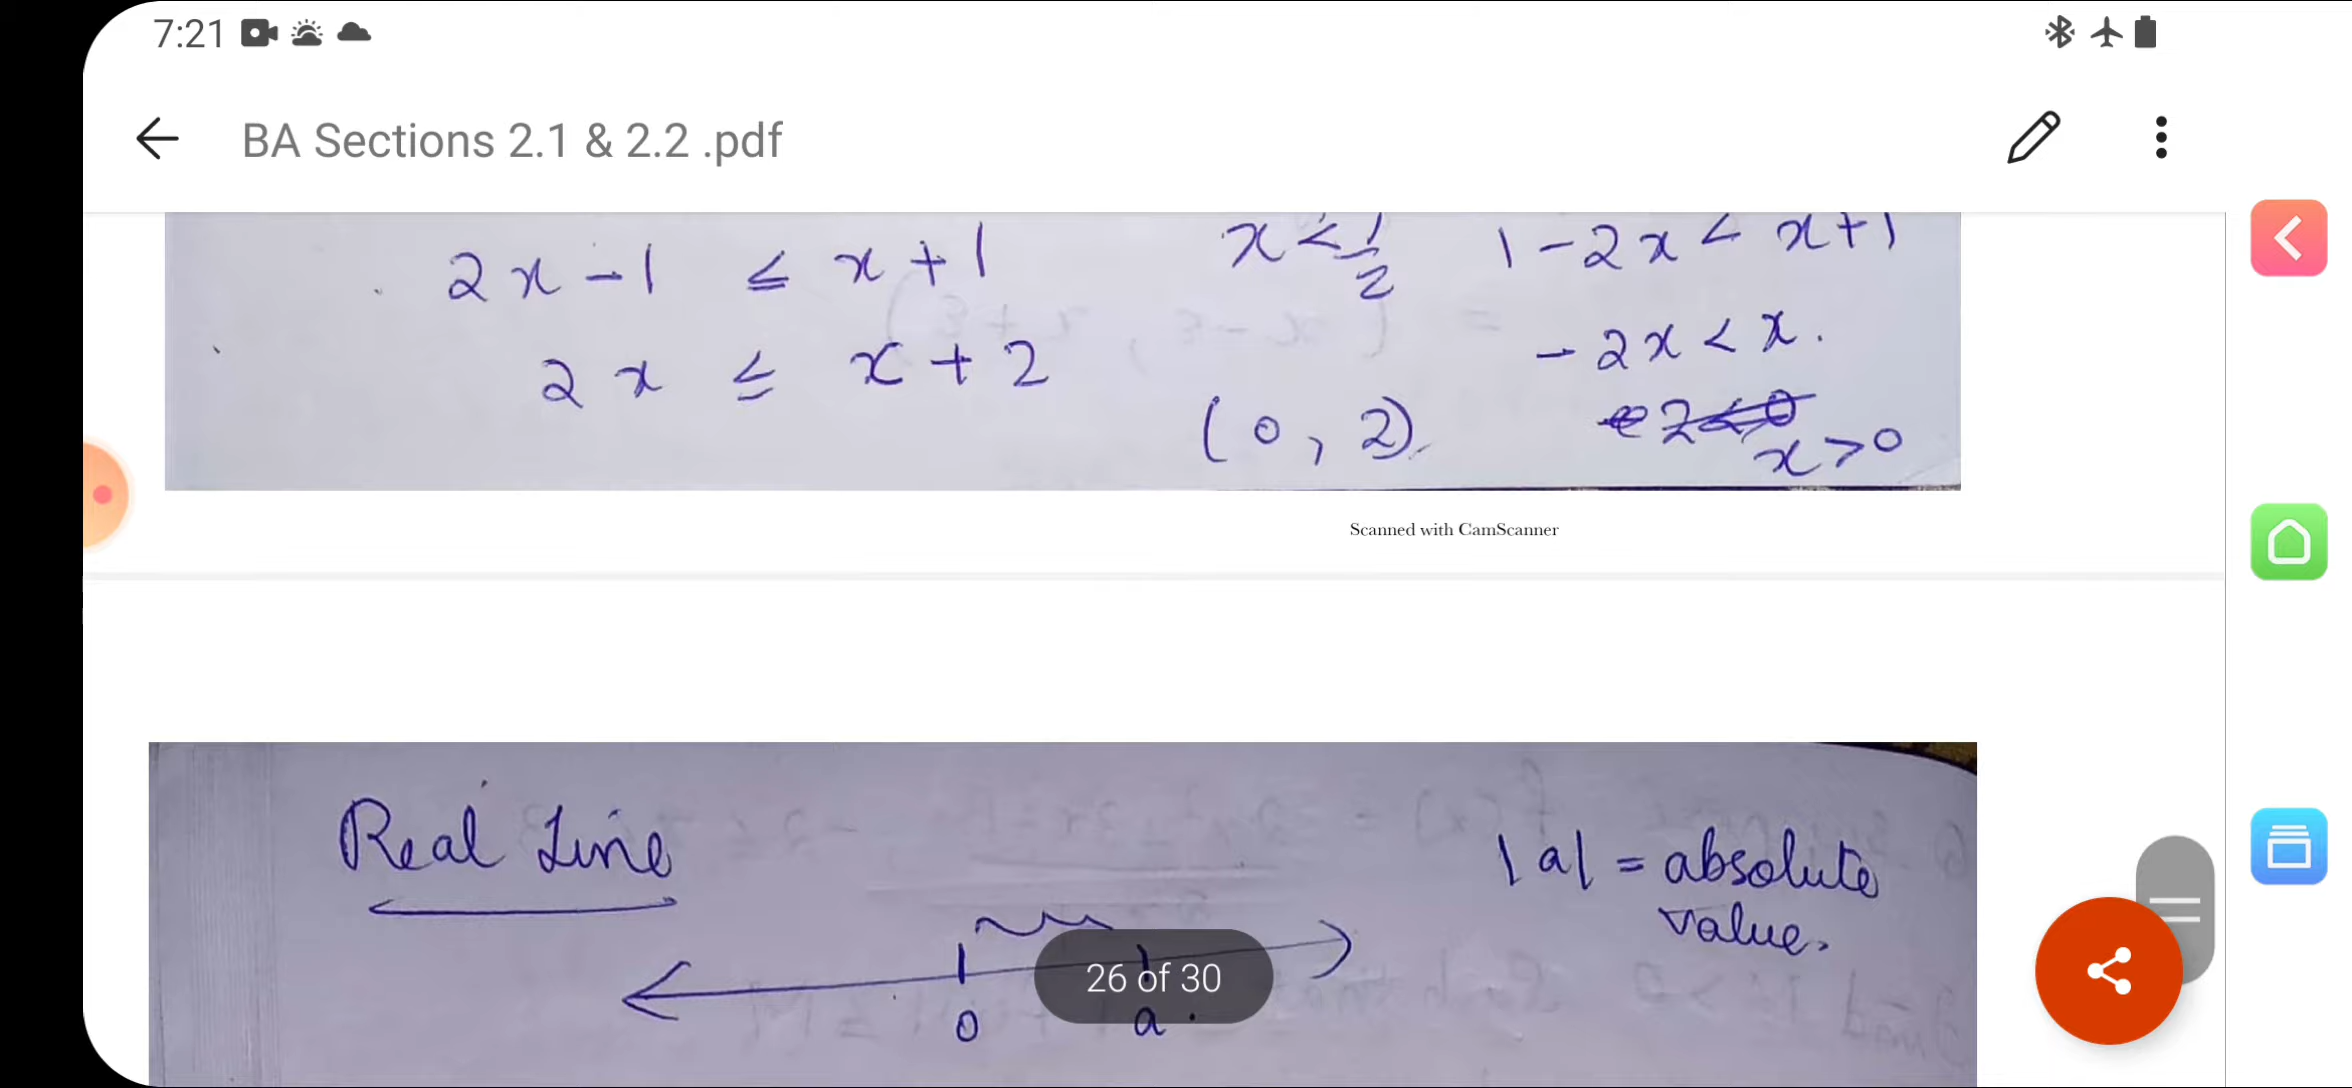 7:21
BA Sections 2.1 & 2.2 .pdf
2x-1 ≤ x+1
x < 1/2
1-2x < x+1
2x ≤ x+2
-2x < x.
(0, 2)
x>0
Scanned with CamScanner
Real Line
|a| = absolute
value.
26 of 30
0
a